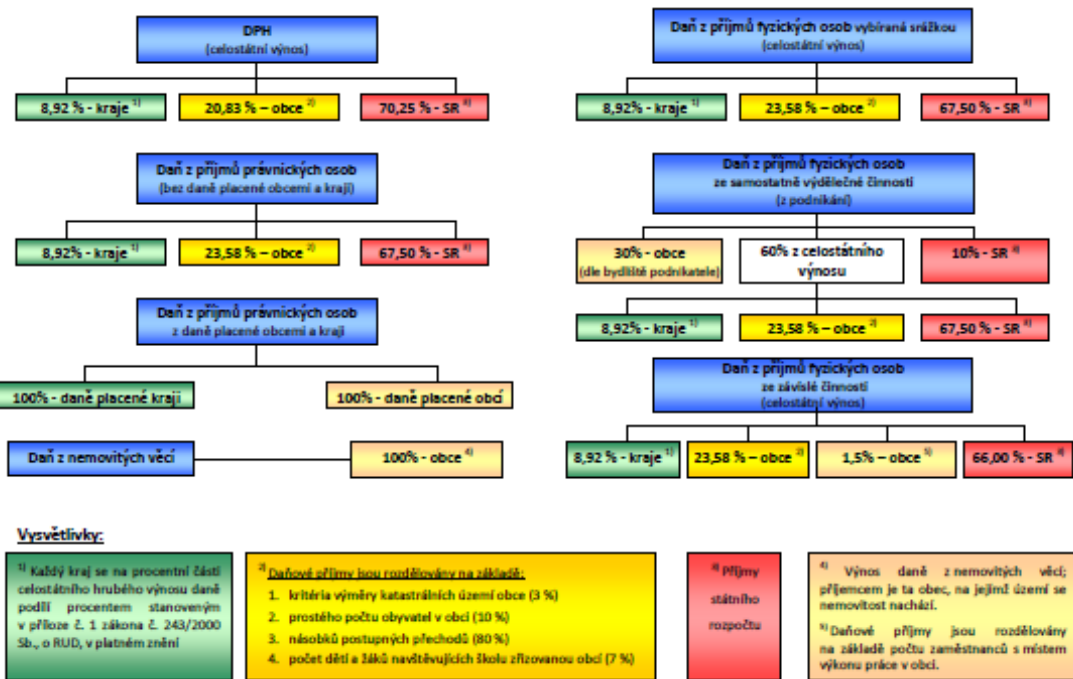 DPH
(celostátní výnos)
8,92 % - kraje 1)
20,83 % – obce 2)
70,25 % - SR 3)
Daň z příjmů fyzických osob vybíraná srážkou
(celostátní výnos)
8,92% - kraje 1)
23,58 % – obce 2)
67,50 % - SR 3)
Daň z příjmů právnických osob
(bez daně placené obcemi a kraji)
8,92% - kraje 1)
23,58 % – obce 2)
67,50 % - SR 3)
Daň z příjmů fyzických osob
ze samostatně výdělečné činnosti
(z podnikání)
30% - obce
(dle bydliště podnikatele)
60% z celostátního
výnosu
10% - SR 3)
8,92% - kraje 1)
23,58% – obce 2)
67,50 % - SR 3)
Daň z příjmů právnických osob
z daně placené obcemi a kraji
100% - daně placené kraji
100% - daně placené obcí
Daň z příjmů fyzických osob
ze závislé činnosti
(celostátní výnos)
8,92 % - kraje 1)
23,58 % – obce 2)
1,5% – obce 5)
66,00 % - SR 3)
Daň z nemovitých věcí
100% - obce 4)
Vysvětlivky:
1) Každý kraj se na procentní části
celostátního hrubého výnosu daně
podílí procentem stanoveným
v příloze č. 1 zákona č. 243/2000
Sb., o RUD, v platném znění
2) Daňové příjmy jsou rozdělovány na základě:
1. kritéria výměry katastrálních území obce (3 %)
2. prostého počtu obyvatel v obci (10 %)
3. násobků postupných přechodů (80 %)
4. počet dětí a žáků navštěvujících školu zřizovanou obcí (7 %)
3) Příjmy
státního
rozpočtu
4) Výnos daně z nemovitých věcí;
příjemcem je ta obec, na jejímž území se
nemovitost nachází.
5) Daňové příjmy jsou rozdělovány
na základě počtu zaměstnanců s místem
výkonu práce v obci.